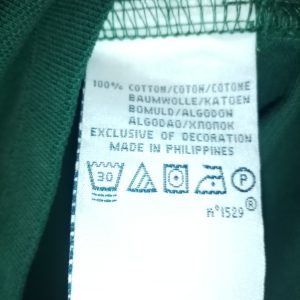 100% COTTON/COTON/COTONE
BAUMWOLLE/KATOEN
BOMULD/ALGODON
ALGODAO/ХЛОПОК
EXCLUSIVE OF DECORATION
MADE IN PHILIPPINES
30
P
n°1529 ®